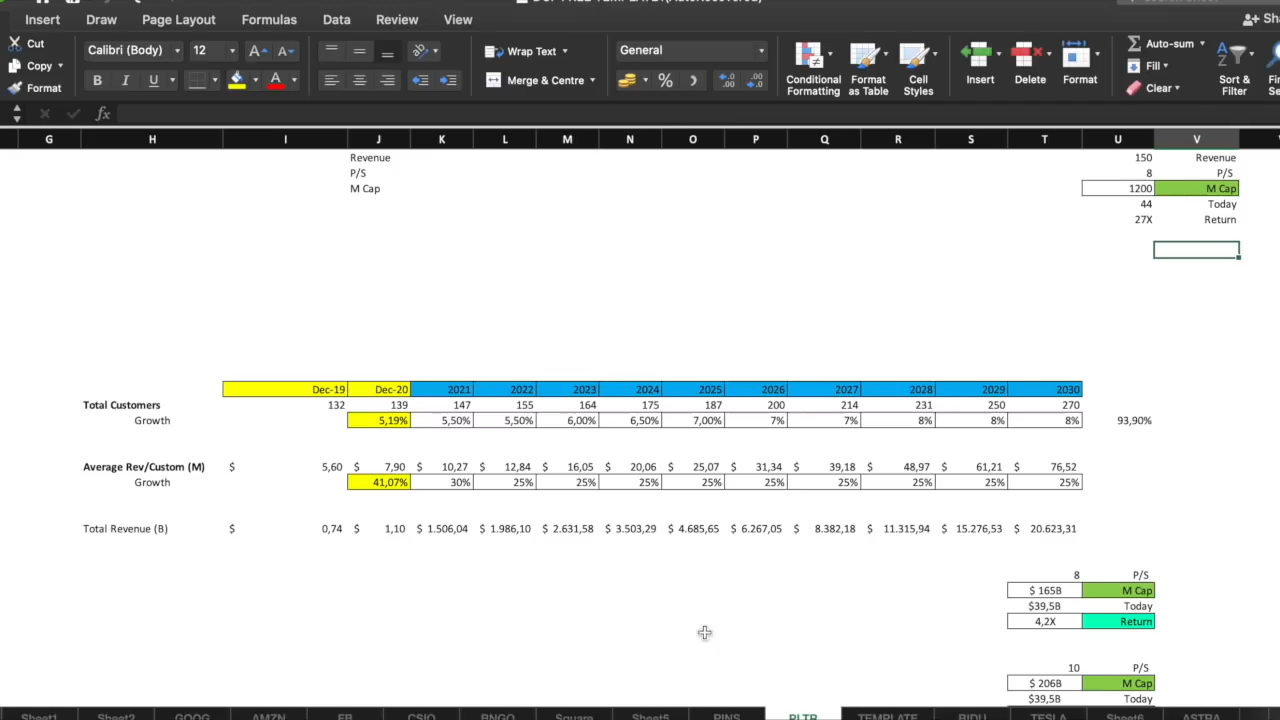 Insert Draw Page Layout Formulas Data Review View
Cut Calibri (Body) 12 A A Wrap Text General Auto-sum
Copy Fill
Format B I U A Merge & Centre % Conditional Formatting Format as Table Cell Styles Insert Delete Format Clear Sort & Filter
fx
G H I J K L M N O P Q R S T U V
Revenue 150 Revenue
P/S 8 P/S
M Cap 1200 M Cap
44 Today
27X Return
Dec-19 Dec-20 2021 2022 2023 2024 2025 2026 2027 2028 2029 2030
Total Customers 132 139 147 155 164 175 187 200 214 231 250 270
Growth 5,19% 5,50% 5,50% 6,00% 6,50% 7,00% 7% 7% 8% 8% 8% 93,90%
Average Rev/Custom (M) $ 5,60 $ 7,90 $ 10,27 $ 12,84 $ 16,05 $ 20,06 $ 25,07 $ 31,34 $ 39,18 $ 48,97 $ 61,21 $ 76,52
Growth 41,07% 30% 25% 25% 25% 25% 25% 25% 25% 25% 25%
Total Revenue (B) $ 0,74 $ 1,10 $ 1.506,04 $ 1.986,10 $ 2.631,58 $ 3.503,29 $ 4.685,65 $ 6.267,05 $ 8.382,18 $ 11.315,94 $ 15.276,53 $ 20.623,31
8 P/S
$ 165B M Cap
$39,5B Today
4,2X Return
10 P/S
$ 206B M Cap
$39,5B Today
Sheet1 Sheet2 GOOG AMZN FB CSIQ BNGO Square Sheet5 PINS PLTR TEMPLATE BIDU TESLA Sheet6 ASTRA